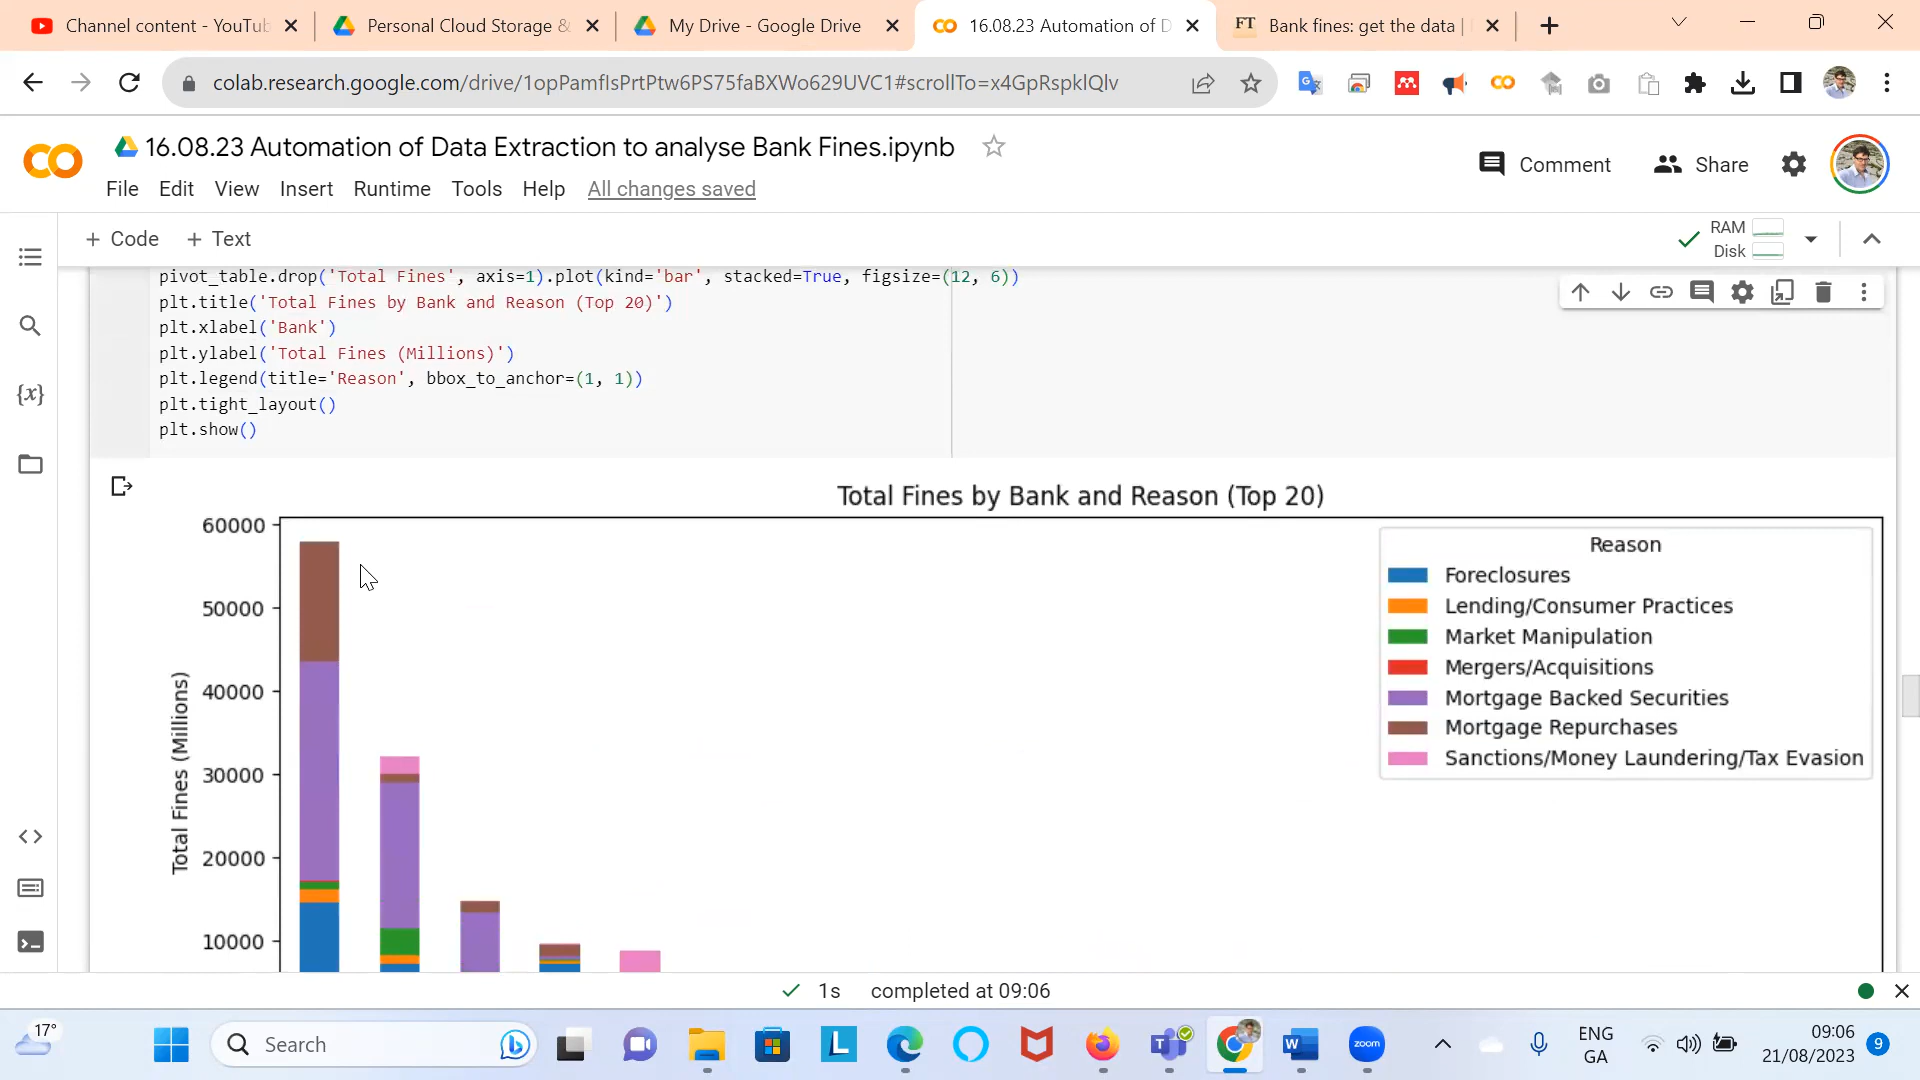 Channel content - YouTub
Personal Cloud Storage &
My Drive - Google Drive
16.08.23 Automation of D
FT Bank fines: get the data |
colab.research.google.com/drive/1opPamfIsPrtPtw6PS75faBXWo629UVC1#scrollTo=x4GpRspklQlv
CO
16.08.23 Automation of Data Extraction to analyse Bank Fines.ipynb
Comment
Share
File Edit View Insert Runtime Tools Help All changes saved
+ Code + Text
RAM
Disk
pivot_table.drop('Total Fines', axis=1).plot(kind='bar', stacked=True, figsize=(12, 6))
plt.title('Total Fines by Bank and Reason (Top 20)')
plt.xlabel('Bank')
plt.ylabel('Total Fines (Millions)')
plt.legend(title='Reason', bbox_to_anchor=(1, 1))
plt.tight_layout()
plt.show()
{x}
Total Fines by Bank and Reason (Top 20)
60000
50000
40000
30000
20000
10000
Total Fines (Millions)
Reason
Foreclosures
Lending/Consumer Practices
Market Manipulation
Mergers/Acquisitions
Mortgage Backed Securities
Mortgage Repurchases
Sanctions/Money Laundering/Tax Evasion
1s completed at 09:06
17°
Search
L
T
W
zoom
ENG
GA
09:06
21/08/2023
9